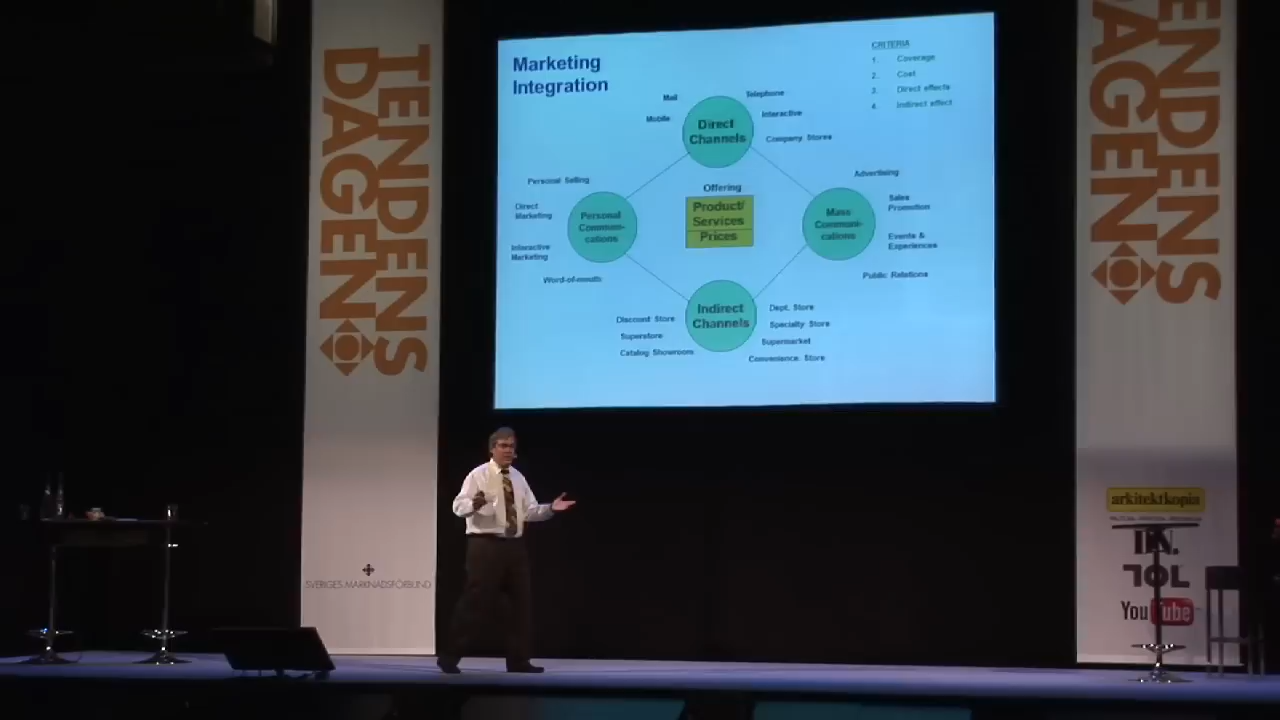 TENDENS
DAGEN
SVERIGES MARKNADSFÖRBUND
Marketing
Integration
CRITERIA
1. Coverage
2. Cost
3. Direct effects
4. Indirect effect
Mail
Mobile
Telephone
Interactive
Company Stores
Direct
Channels
Personal Selling
Direct
Marketing
Interactive
Marketing
Word-of-mouth
Personal
Communi-
cations
Offering
Product/
Services
Prices
Mass
Communi-
cations
Advertising
Sales
Promotion
Events &
Experiences
Public Relations
Indirect
Channels
Discount Store
Superstore
Catalog Showroom
Dept. Store
Specialty Store
Supermarket
Convenience. Store
ENDENS
DAGEN
arkitektkopia
DN.
YouTube